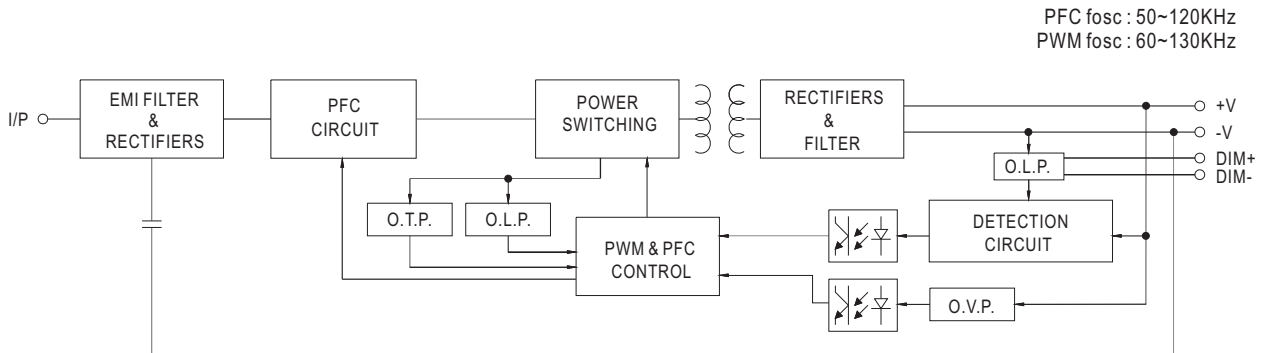 PFC fosc : 50~120KHz
PWM fosc : 60~130KHz
I/P
EMI FILTER
&
RECTIFIERS
PFC
CIRCUIT
POWER
SWITCHING
RECTIFIERS
&
FILTER
+V
-V
DIM+
DIM-
O.L.P.
O.T.P.
O.L.P.
PWM & PFC
CONTROL
DETECTION
CIRCUIT
O.V.P.